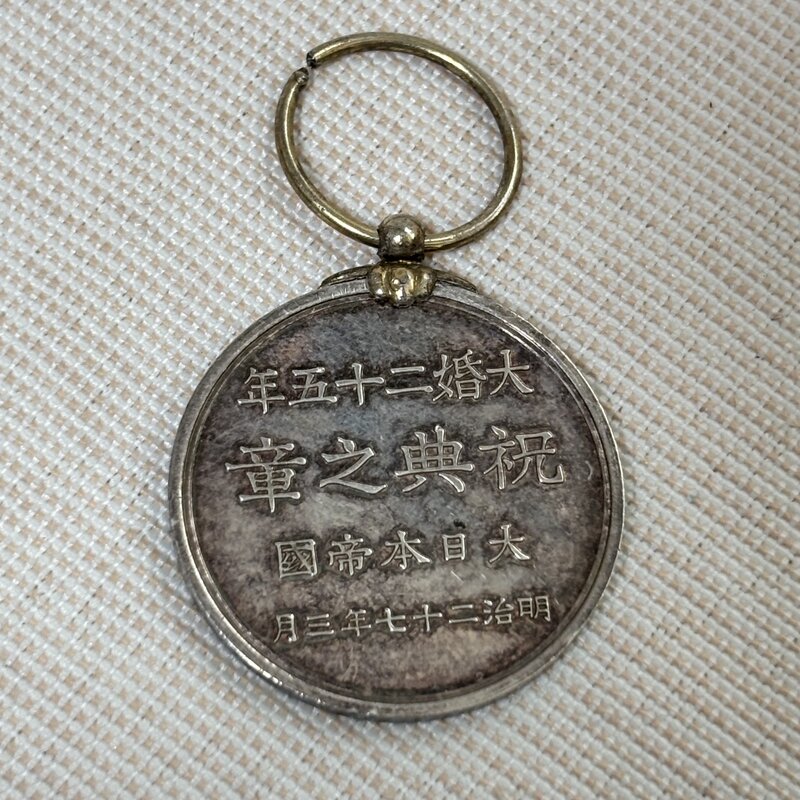 大婚二十五年
祝典之章
大日本帝國
明治二十七年三月